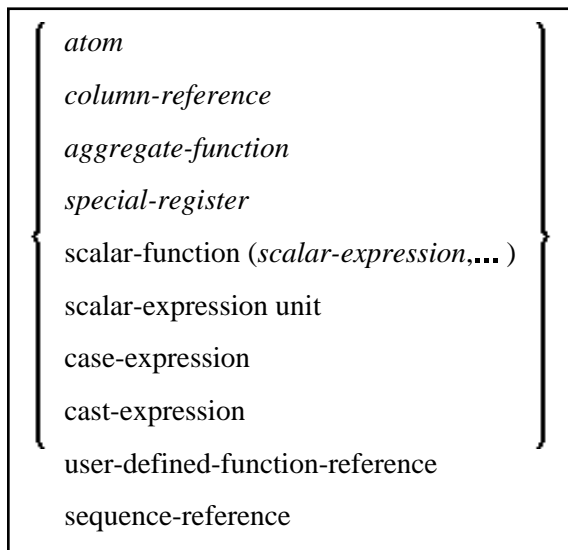 atom
column-reference
aggregate-function
special-register
scalar-function (scalar-expression,... )
scalar-expression unit
case-expression
cast-expression
user-defined-function-reference
sequence-reference